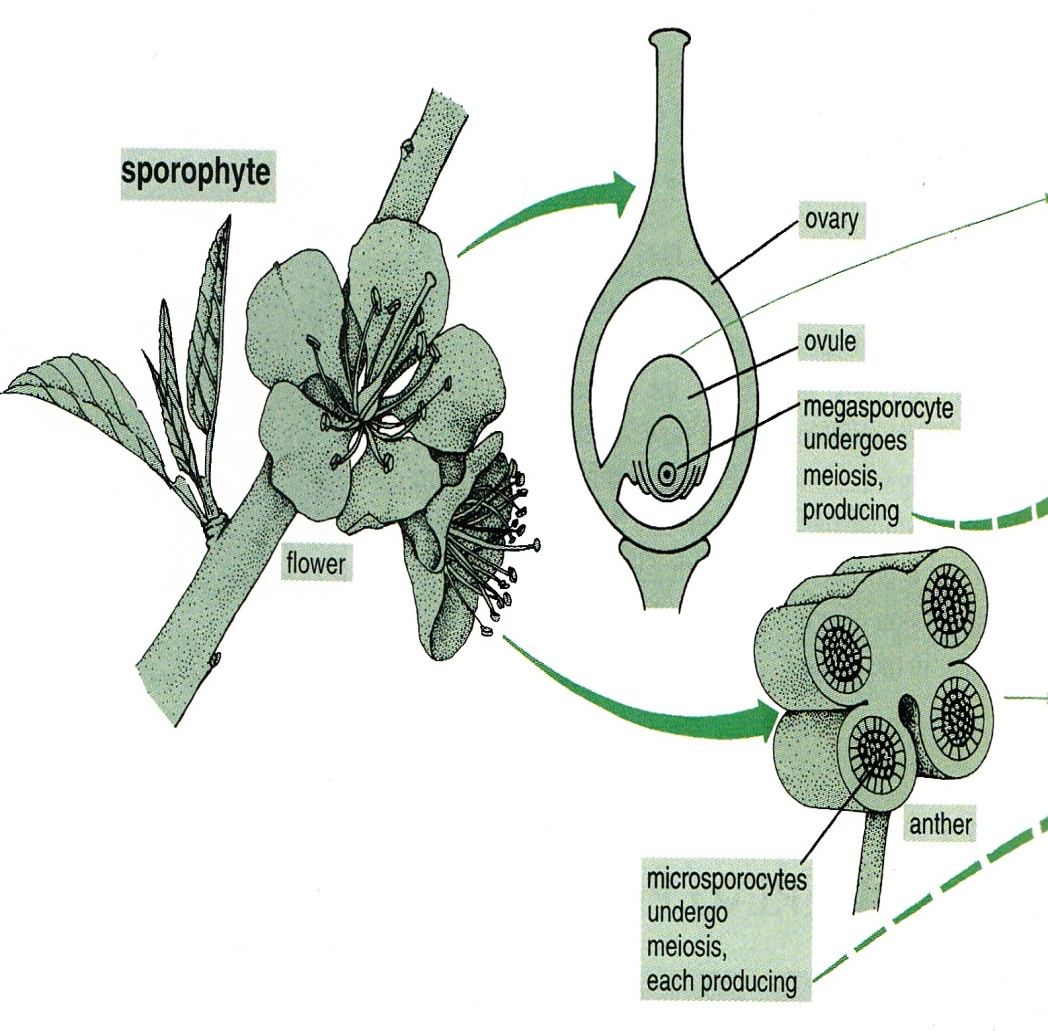 sporophyte
ovary
ovule
megasporocyte
undergoes
meiosis,
producing
flower
anther
microsporocytes
undergo
meiosis,
each producing